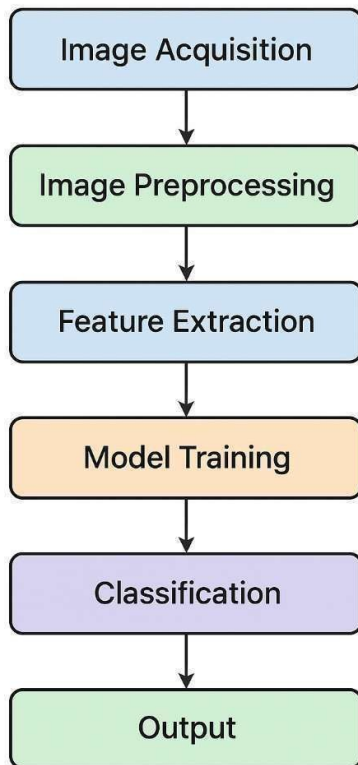 Image Acquisition
Image Preprocessing
Feature Extraction
Model Training
Classification
Output